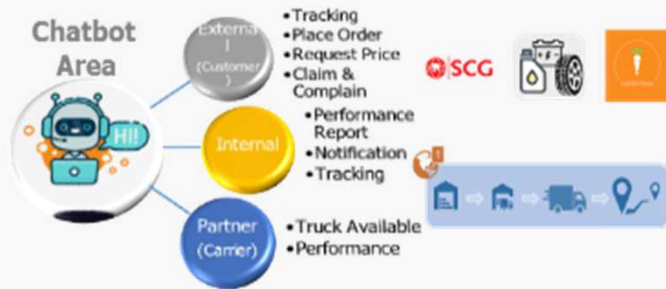 Chatbot
Area
HI!
Externa
l
(Customer
)
•Tracking
•Place Order
•Request Price
•Claim &
Complain
Internal
•Performance
Report
•Notification
•Tracking
Partner
(Carrier)
•Truck Available
•Performance
SCG
1